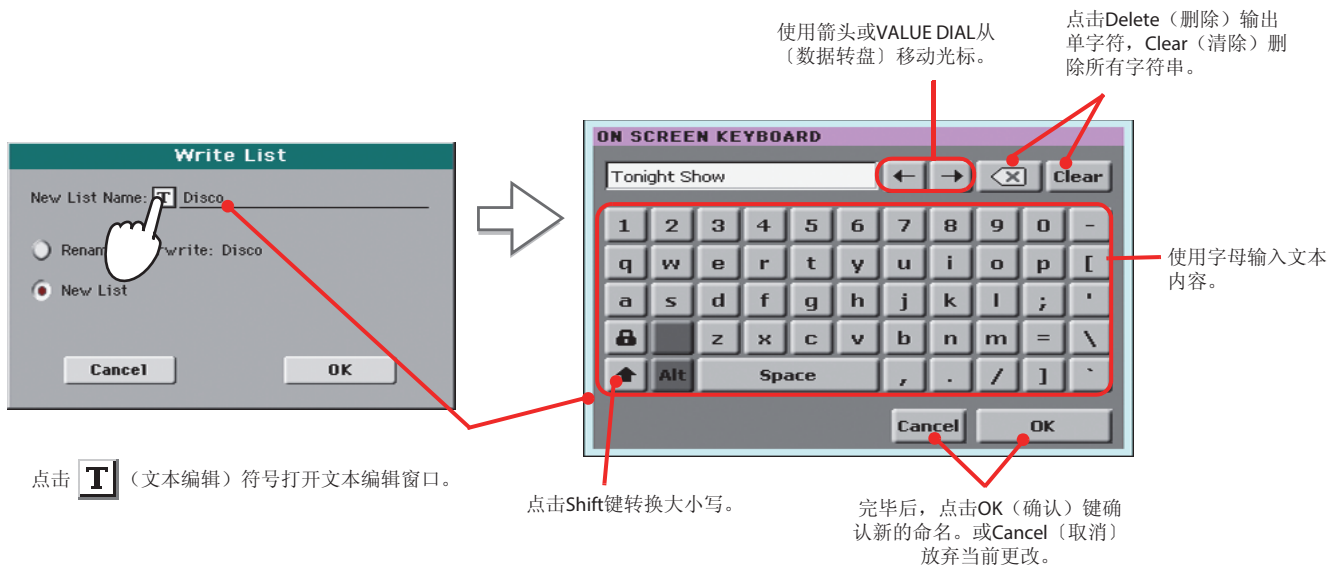 使用箭头或VALUE DIAL从
〔数据转盘〕移动光标。
点击Delete（删除）输出
单字符，Clear（清除）删
除所有字符串。
Write List
New List Name: T Disco
Renam write: Disco
New List
Cancel OK
ON SCREEN KEYBOARD
Tonight Show ← → Clear
1 2 3 4 5 6 7 8 9 0 -
q w e r t y u i o p [
a s d f g h j k l ; '
z x c v b n m = \
Alt Space , . / ] `
Cancel OK
使用字母输入文本
内容。
点击 T （文本编辑）符号打开文本编辑窗口。
点击Shift键转换大小写。
完毕后，点击OK（确认）键确
认新的命名。或Cancel〔取消〕
放弃当前更改。